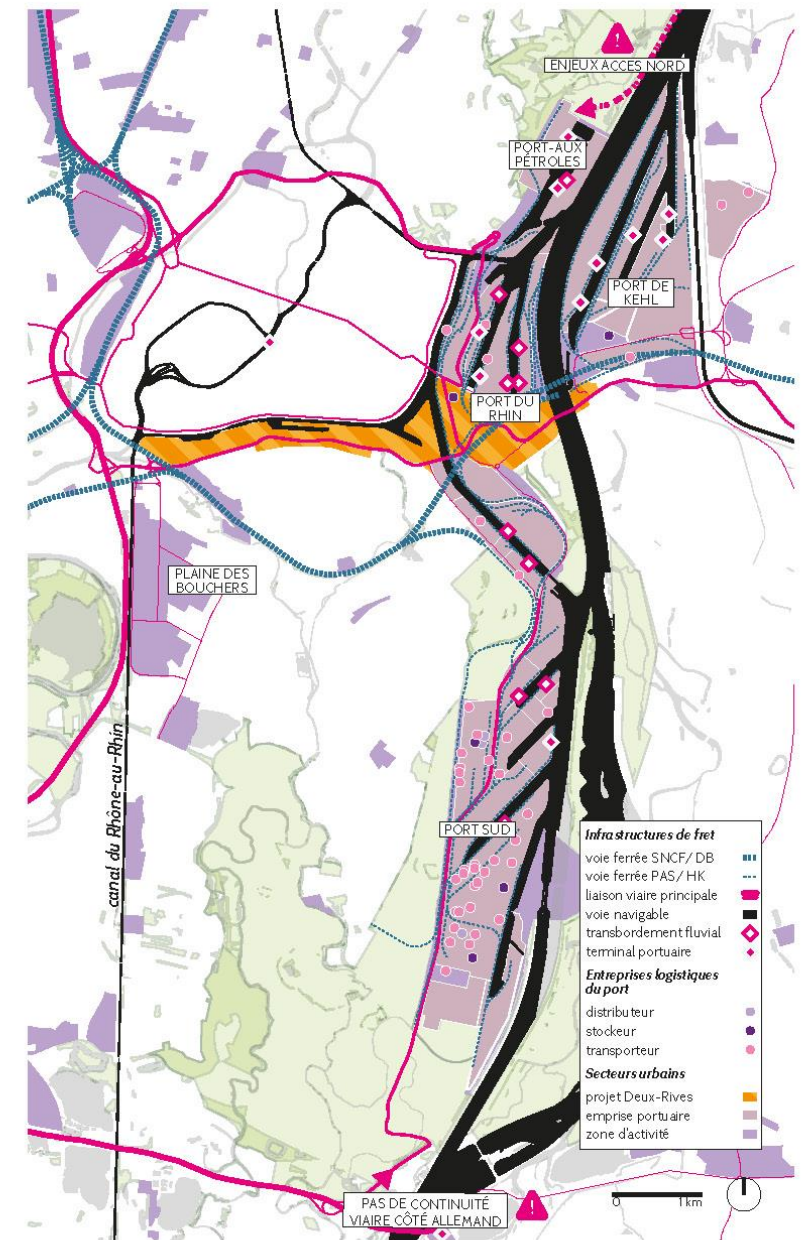 ENJEUX ACCES NORD
PORT-AUX
PÉTROLES
PORT DE
KEHL
PORT DU
RHIN
PLAINE DES
BOUCHERS
canal du Rhône-au-Rhin
PORT SUD
Infrastructures de fret
voie ferrée SNCF/ DB
voie ferrée PAS/ HK
liaison viaire principale
voie navigable
transbordement fluvial
terminal portuaire
Entreprises logistiques
du port
distributeur
stockeur
transporteur
Secteurs urbains
projet Deux-Rives
emprise portuaire
zone d'activité
PAS DE CONTINUITÉ
VIAIRE CÔTÉ ALLEMAND
0 1km